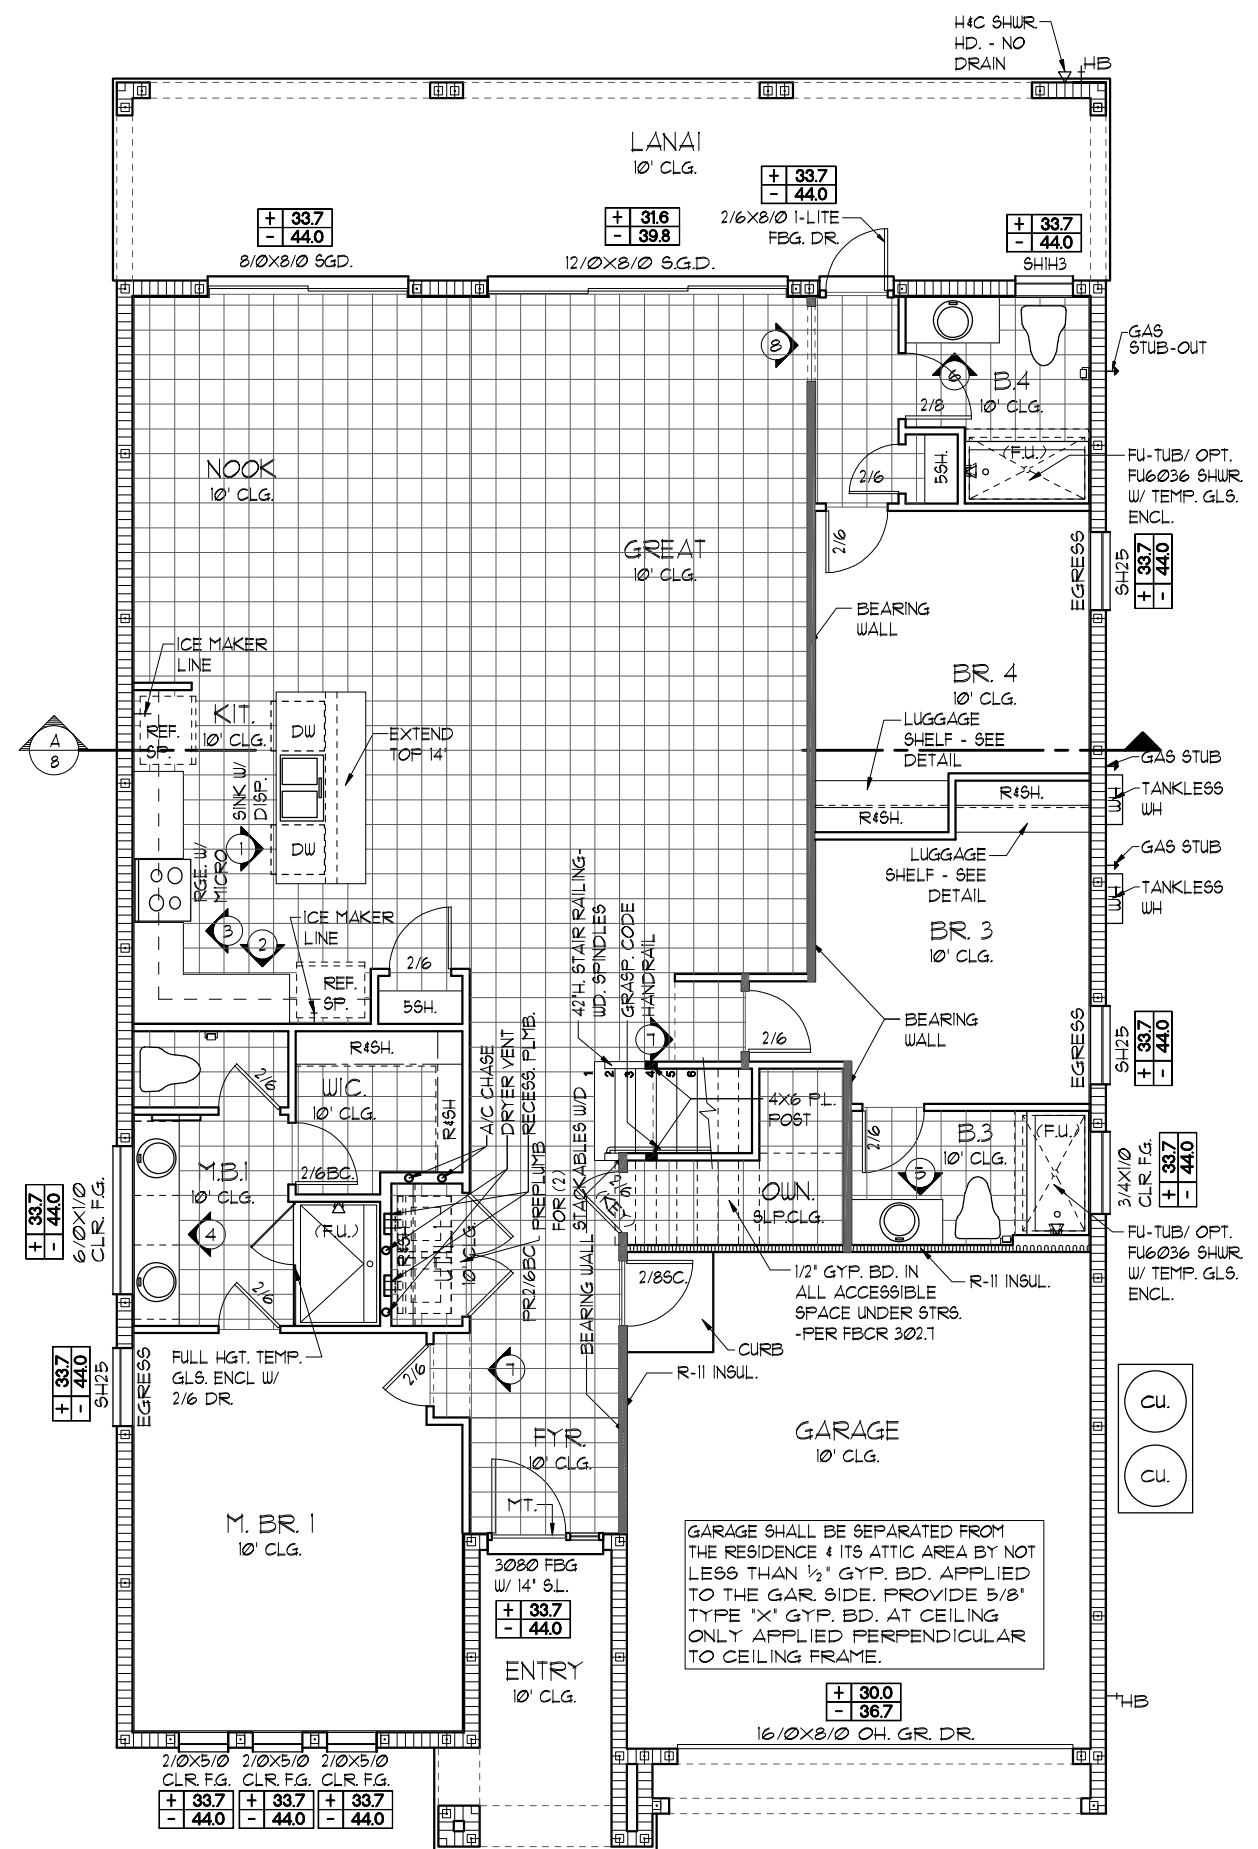 H&C SHWR.
HD. - NO
DRAIN
HB
LANAI
10' CLG.
+ 33.7
- 44.0
2/6X8/0 1-LITE
FBG. DR.
+ 33.7
- 44.0
8/0X8/0 SGD.
+ 31.6
- 39.8
12/0X8/0 S.G.D.
+ 33.7
- 44.0
SH1H3
8
GAS
STUB-OUT
6
B.4
10' CLG.
2/8
NOOK
10' CLG.
2/6
5SH.
(F.U.)
FU-TUB/ OPT.
FU6036 SHWR.
W/ TEMP. GLS.
ENCL.
GREAT
10' CLG.
2/6
EGRESS
SH25
+ 33.7
- 44.0
BEARING
WALL
ICE MAKER
LINE
BR. 4
10' CLG.
KIT.
10' CLG.
REF.
SP.
DW
EXTEND
TOP 14"
LUGGAGE
SHELF - SEE
DETAIL
A
8
GAS STUB
SINK W/
DISP.
R&SH.
TANKLESS
WH
R&SH.
DW
1
RGE. W/
MICRO
LUGGAGE
SHELF - SEE
DETAIL
GAS STUB
TANKLESS
WH
3
2
ICE MAKER
LINE
BR. 3
10' CLG.
42"H. STAIR RAILING-
WD. SPINDLES
GRASP. CODE
HANDRAIL
2/6
REF.
SP.
5SH.
BEARING
WALL
EGRESS
SH25
+ 33.7
- 44.0
R&SH.
7
2/6
W.I.C.
10' CLG.
2/6
R&SH
A/C CHASE
DRYER VENT
RECESS. PLMB.
1
2
3
4
5
6
4X6 P.L.
POST
2/6
B.3
10' CLG.
(F.U.)
3/4X1/0
CLR. F.G.
+ 33.7
- 44.0
M.B.1
10' CLG.
2/6BC.
5
OWN.
SLP.CLG.
+ 33.7
- 44.0
6/0X1/0
CLR. F.G.
4
(F.U.)
UTIL.
10' CLG.
PR2/6BC
PREPLUMB
FOR (2)
STACKABLES W/D
BEARING WALL
2/6
2/8SC.
1/2" GYP. BD. IN
ALL ACCESSIBLE
SPACE UNDER STRS.
-PER FBCR 302.7
R-11 INSUL.
FU-TUB/ OPT.
FU6036 SHWR.
W/ TEMP. GLS.
ENCL.
CURB
R-11 INSUL.
FULL HGT. TEMP.
GLS. ENCL W/
2/6 DR.
2/6
7
+ 33.7
- 44.0
SH25
EGRESS
CU.
CU.
FYR.
10' CLG.
GARAGE
10' CLG.
MT.
M. BR. 1
10' CLG.
3080 FBG
W/ 14" S.L.
+ 33.7
- 44.0
GARAGE SHALL BE SEPARATED FROM
THE RESIDENCE & ITS ATTIC AREA BY NOT
LESS THAN ½" GYP. BD. APPLIED
TO THE GAR. SIDE. PROVIDE 5/8"
TYPE "X" GYP. BD. AT CEILING
ONLY APPLIED PERPENDICULAR
TO CEILING FRAME.
ENTRY
10' CLG.
+ 30.0
- 36.7
16/0X8/0 OH. GR. DR.
HB
2/0X5/0 2/0X5/0 2/0X5/0
CLR. F.G. CLR. F.G. CLR. F.G.
+ 33.7 + 33.7 + 33.7
- 44.0 - 44.0 - 44.0